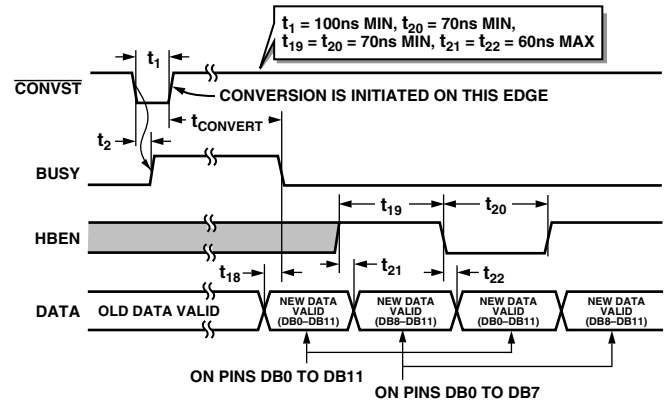 t1 = 100ns MIN, t20 = 70ns MIN,
t19 = t20 = 70ns MIN, t21 = t22 = 60ns MAX
t1
CONVST
CONVERSION IS INITIATED ON THIS EDGE
tCONVERT
t2
BUSY
t19
t20
HBEN
t18
t21
t22
DATA
OLD DATA VALID
NEW DATA
VALID
(DB0–DB11)
NEW DATA
VALID
(DB8–DB11)
NEW DATA
VALID
(DB0–DB11)
NEW DATA
VALID
(DB8–DB11)
ON PINS DB0 TO DB11
ON PINS DB0 TO DB7